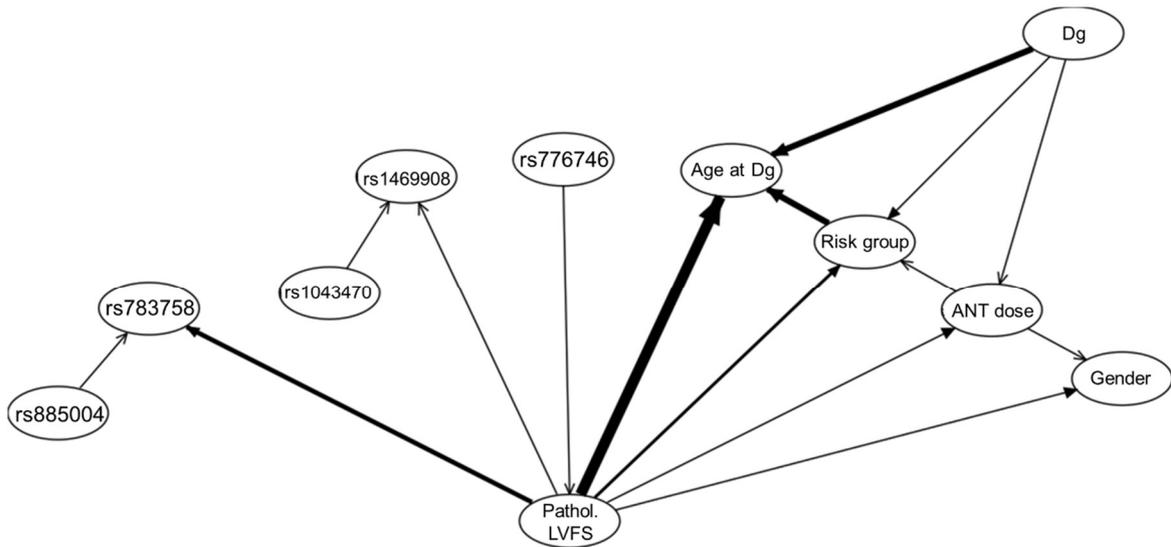 Dg
rs776746
Age at Dg
rs1469908
Risk group
rs1043470
rs783758
ANT dose
Gender
rs885004
Pathol.
LVFS